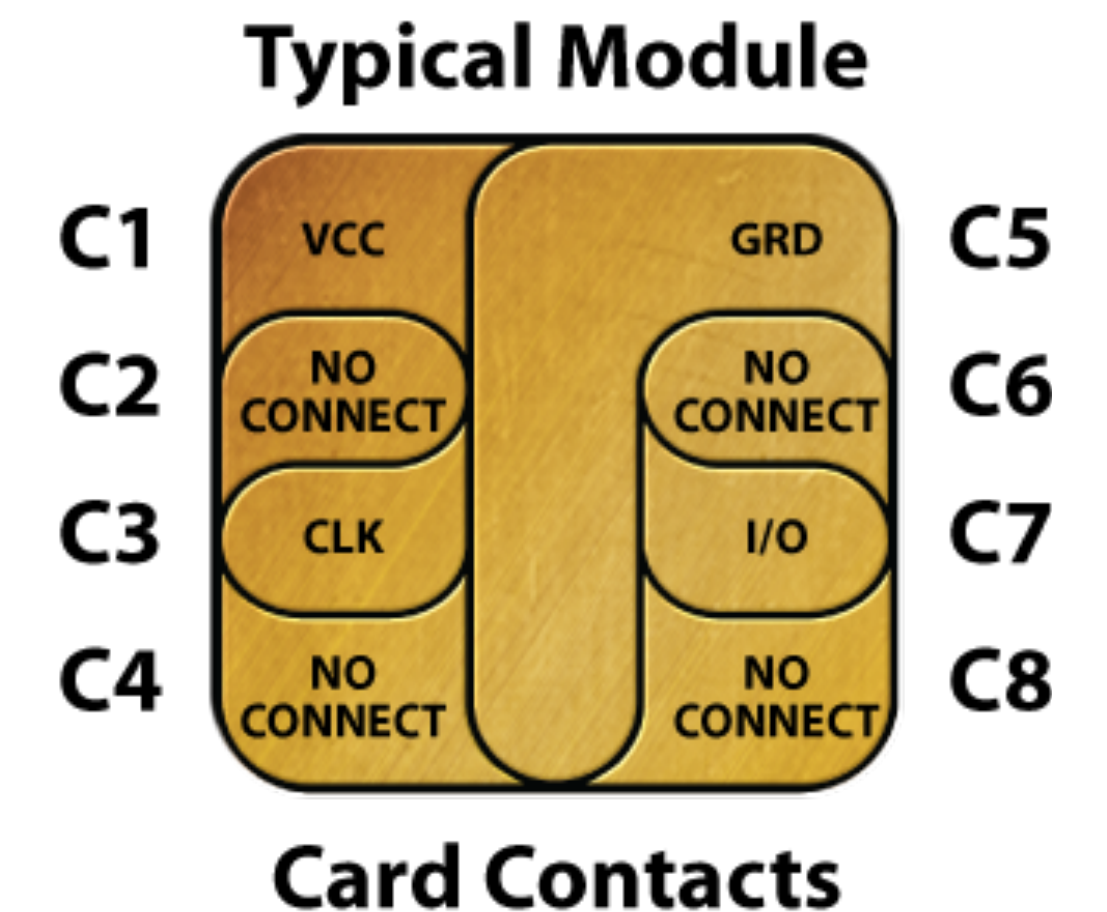 Typical Module
C1 VCC GRD C5
C2 NO CONNECT NO CONNECT C6
C3 CLK I/O C7
C4 NO CONNECT NO CONNECT C8
Card Contacts